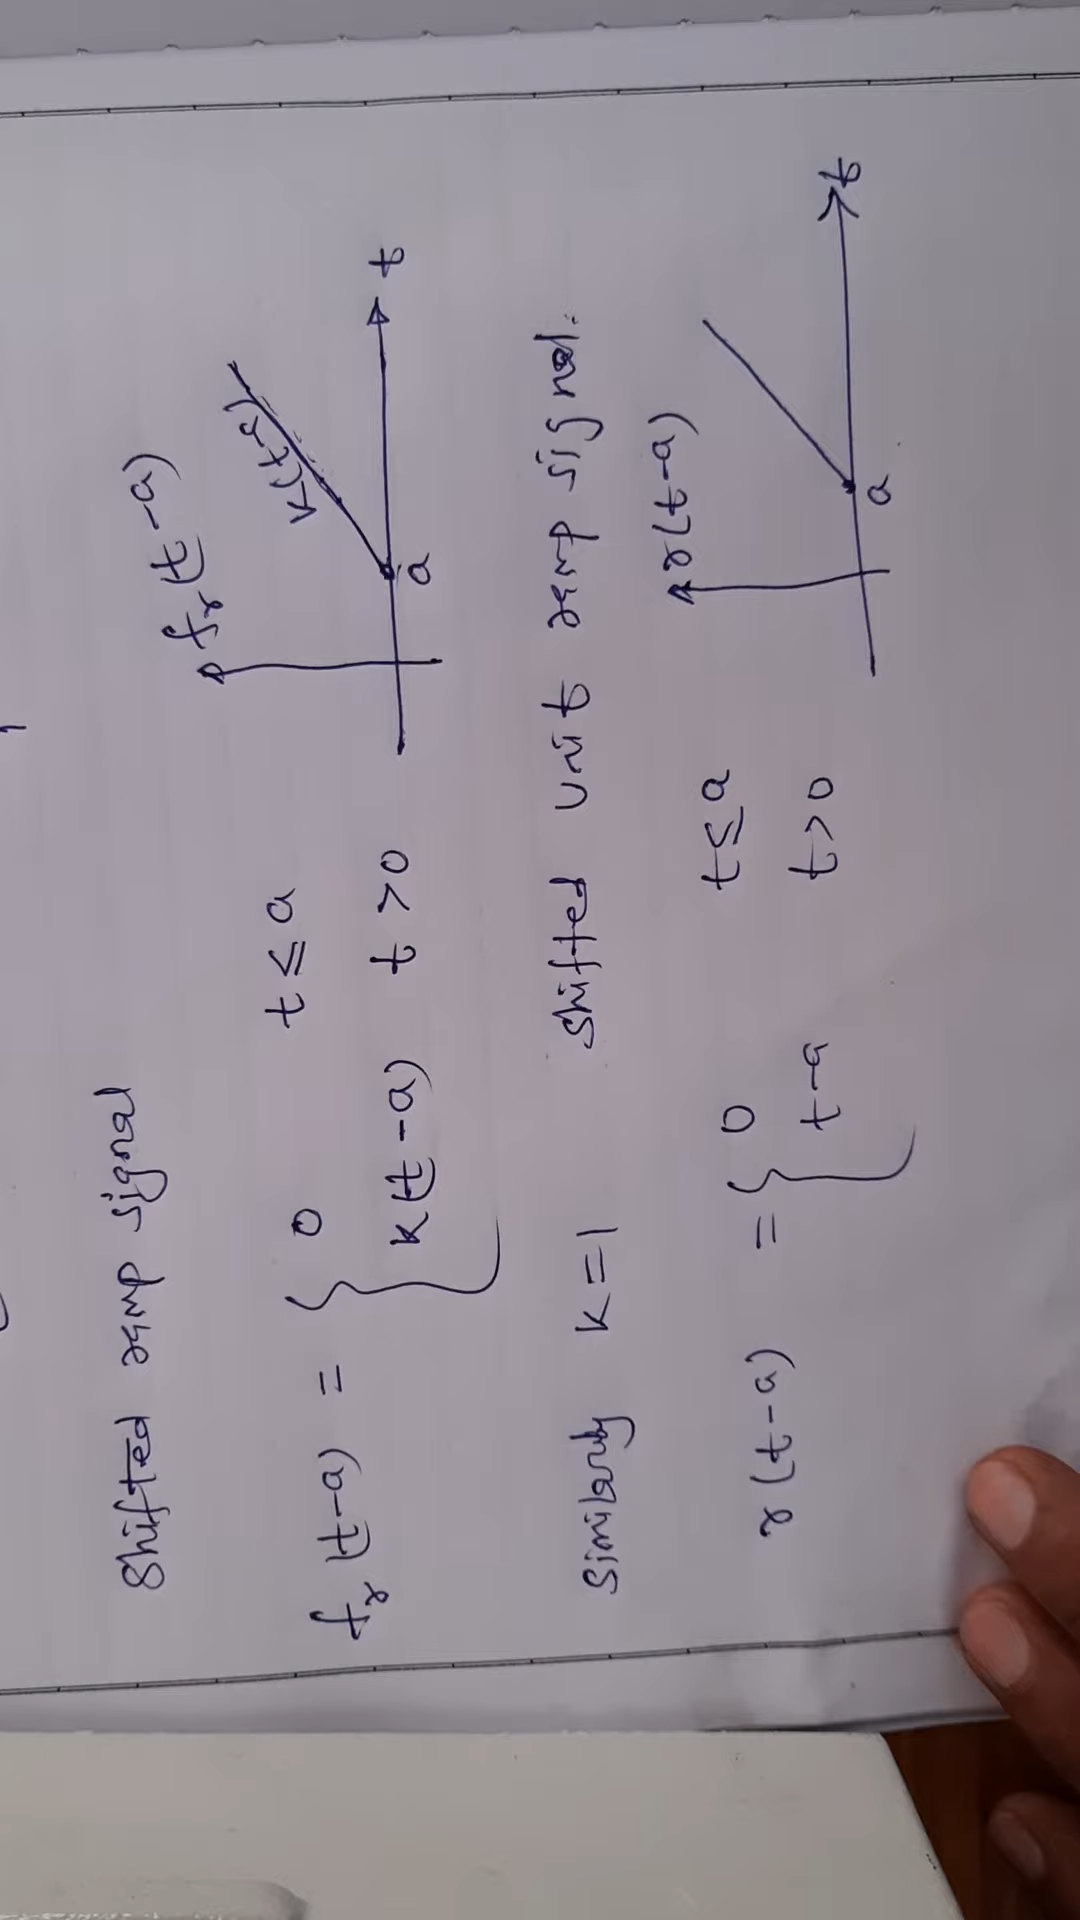 Shifted ramp signal
fr(t-a) = { 0 t ≤ a
k(t-a) t > 0
fr(t-a)
k(t-a)
a t
Similarly k=1 Shifted unit ramp signal.
r(t-a) = { 0 t ≤ a
t-a t > 0
r(t-a)
a t